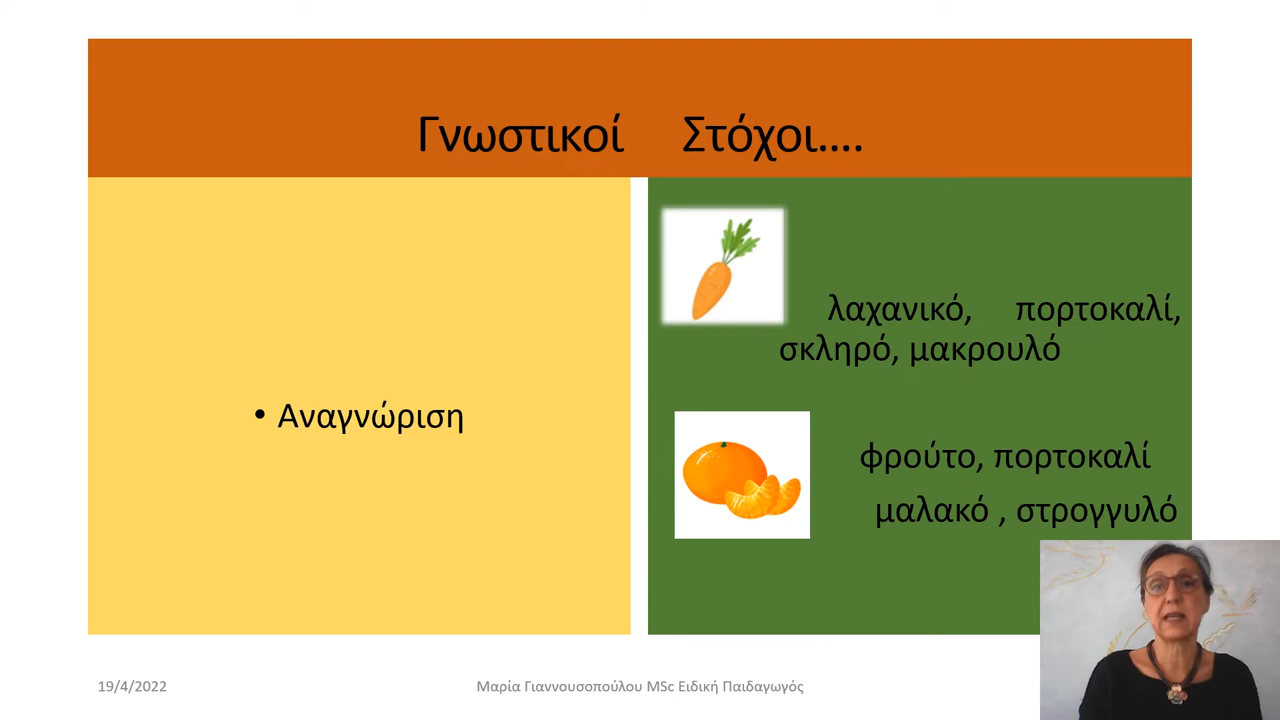 Γνωστικοί Στόχοι....
• Αναγνώριση
λαχανικό, πορτοκαλί,
σκληρό, μακρουλό
φρούτο, πορτοκαλί
μαλακό , στρογγυλό
19/4/2022
Μαρία Γιαννουσοπούλου MSc Ειδική Παιδαγωγός